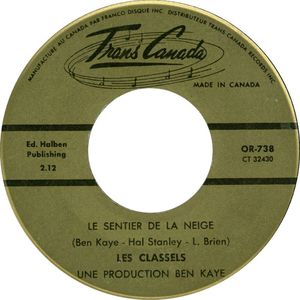 MANUFACTURÉ AU CANADA PAR FRANCO DISQUE INC. DISTRIBUTEUR TRANS CANADA RECORDS INC.
Trans Canada
MADE IN CANADA
Ed. Halben
Publishing
2.12
OR-738
CT 32430
LE SENTIER DE LA NEIGE
(Ben Kaye - Hal Stanley - L. Brien)
LES CLASSELS
UNE PRODUCTION BEN KAYE